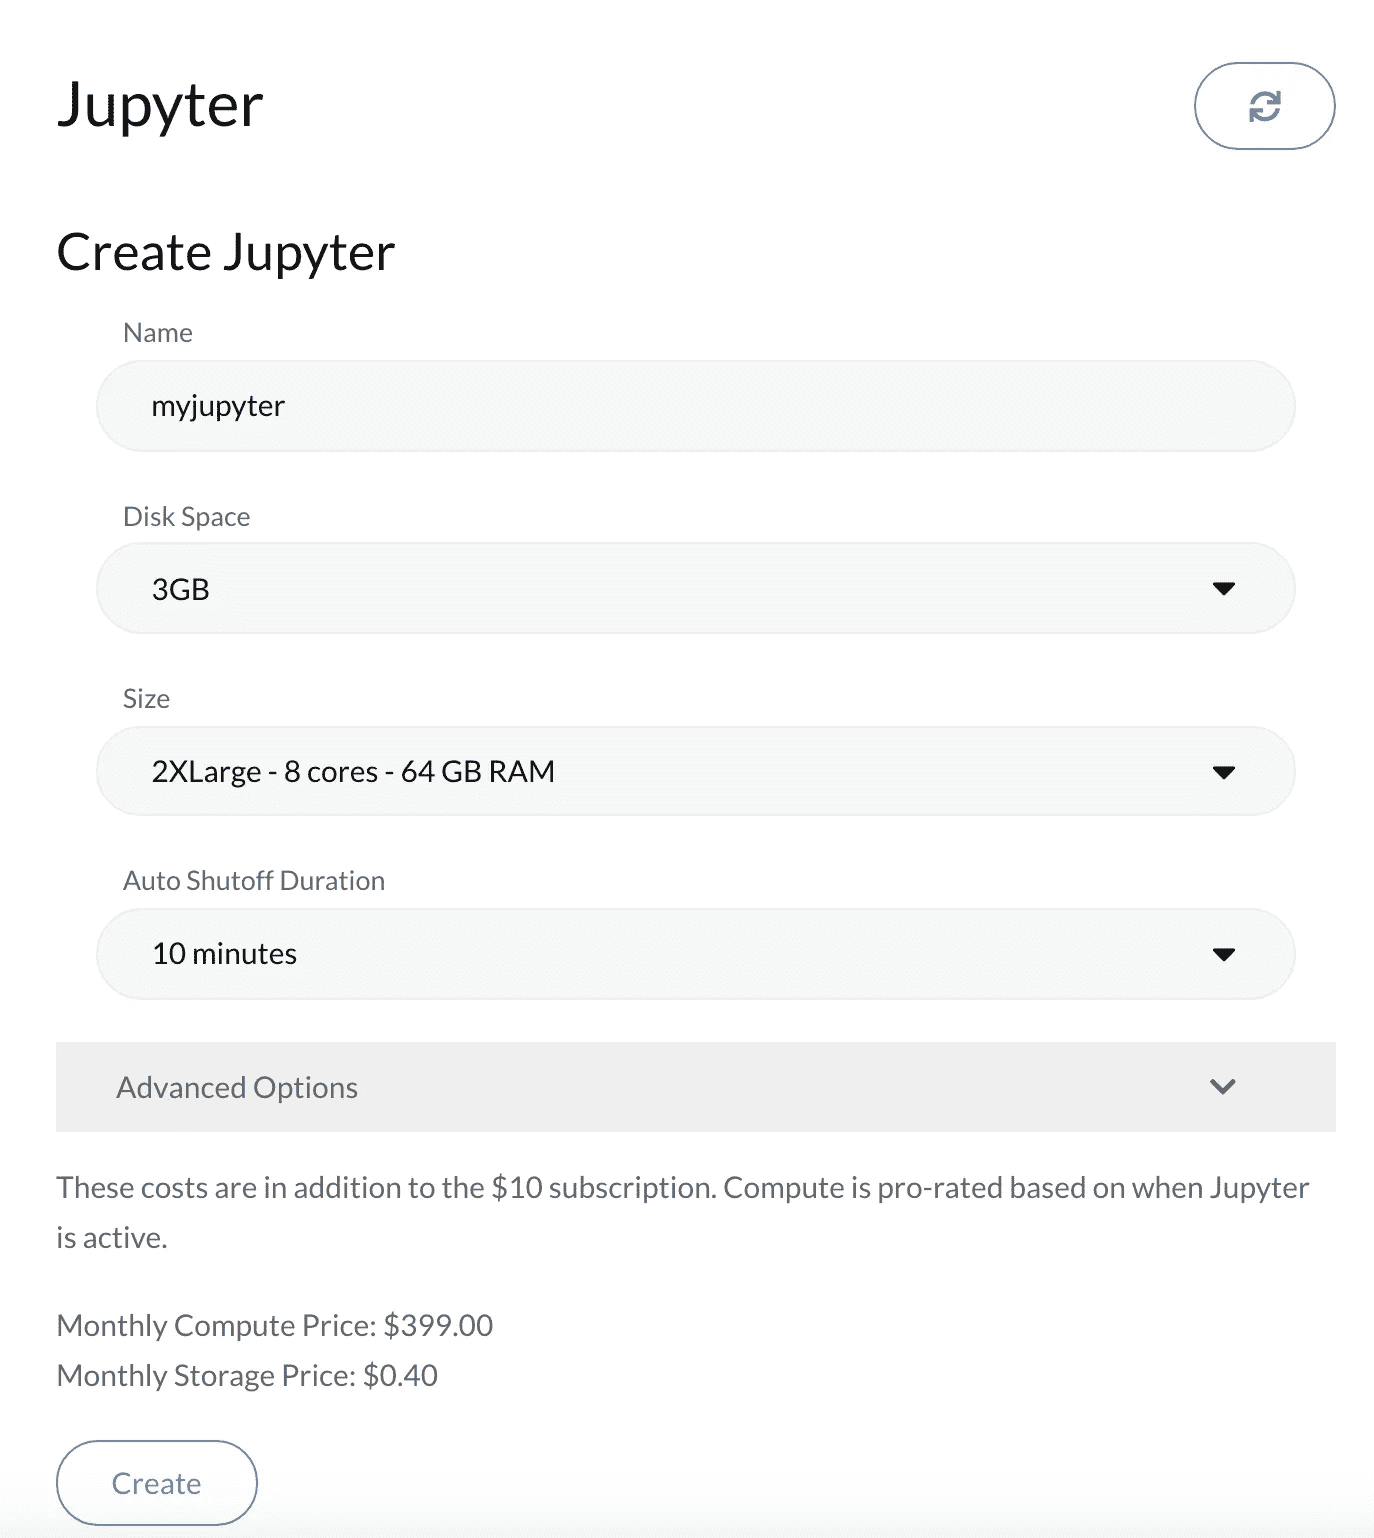 Jupyter
Create Jupyter
Name
myjupyter
Disk Space
3GB
Size
2XLarge - 8 cores - 64 GB RAM
Auto Shutoff Duration
10 minutes
Advanced Options
These costs are in addition to the $10 subscription. Compute is pro-rated based on when Jupyter
is active.
Monthly Compute Price: $399.00
Monthly Storage Price: $0.40
Create